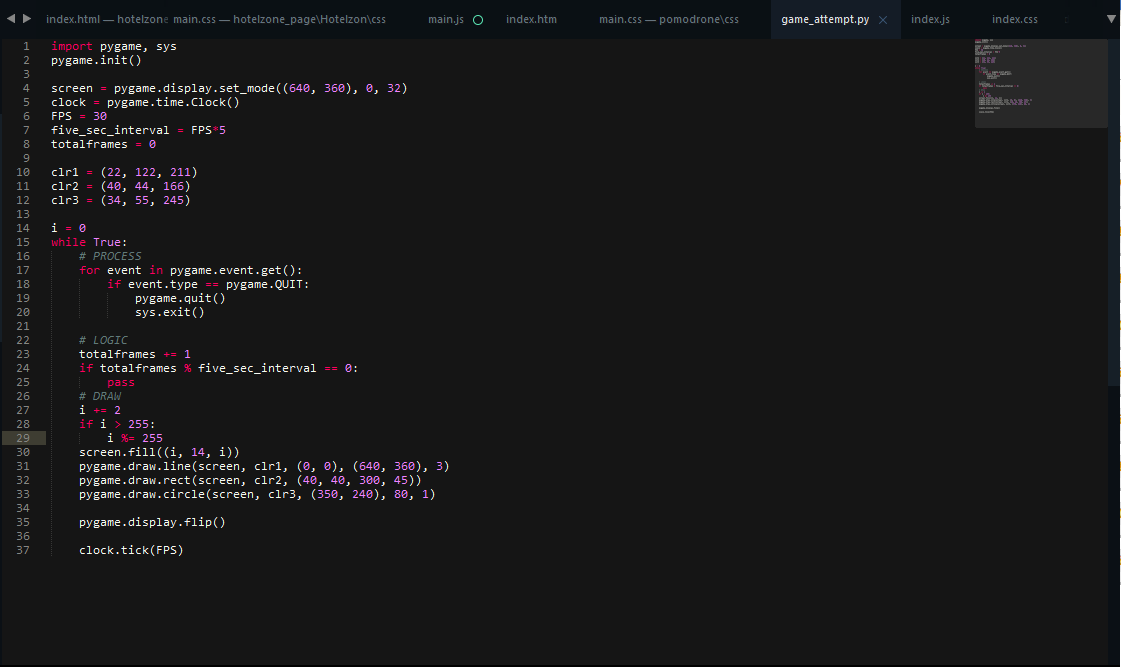 index.html — hotelzone main.css — hotelzone_page\Hotelzon\css main.js index.htm main.css — pomodrone\css game_attempt.py index.js index.css
1 import pygame, sys
2 pygame.init()
3
4 screen = pygame.display.set_mode((640, 360), 0, 32)
5 clock = pygame.time.Clock()
6 FPS = 30
7 five_sec_interval = FPS*5
8 totalframes = 0
9
10 clr1 = (22, 122, 211)
11 clr2 = (40, 44, 166)
12 clr3 = (34, 55, 245)
13
14 i = 0
15 while True:
16     # PROCESS
17     for event in pygame.event.get():
18         if event.type == pygame.QUIT:
19             pygame.quit()
20             sys.exit()
21
22     # LOGIC
23     totalframes += 1
24     if totalframes % five_sec_interval == 0:
25         pass
26     # DRAW
27     i += 2
28     if i > 255:
29         i %= 255
30     screen.fill((i, 14, i))
31     pygame.draw.line(screen, clr1, (0, 0), (640, 360), 3)
32     pygame.draw.rect(screen, clr2, (40, 40, 300, 45))
33     pygame.draw.circle(screen, clr3, (350, 240), 80, 1)
34
35     pygame.display.flip()
36
37     clock.tick(FPS)